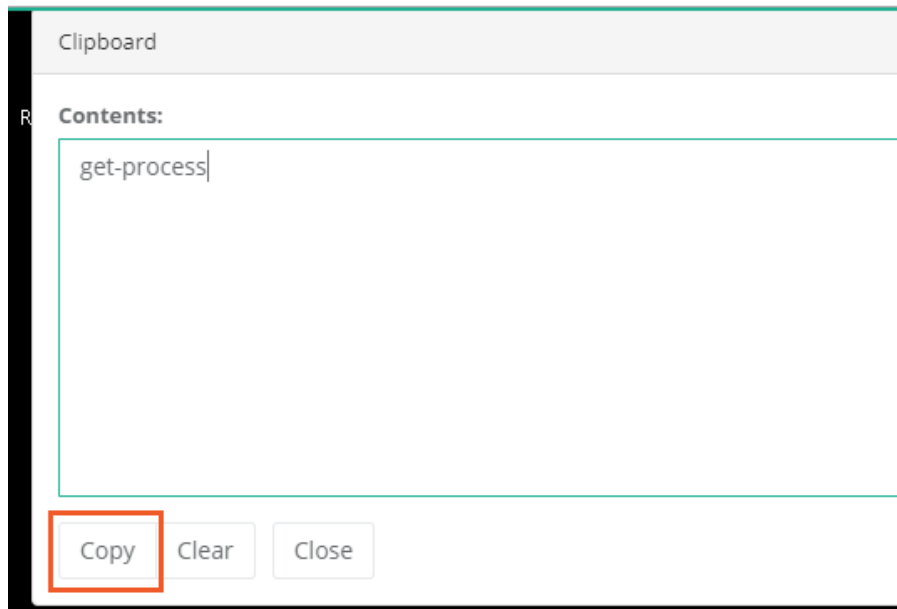 Clipboard
R
Contents:
get-process
Copy
Clear
Close